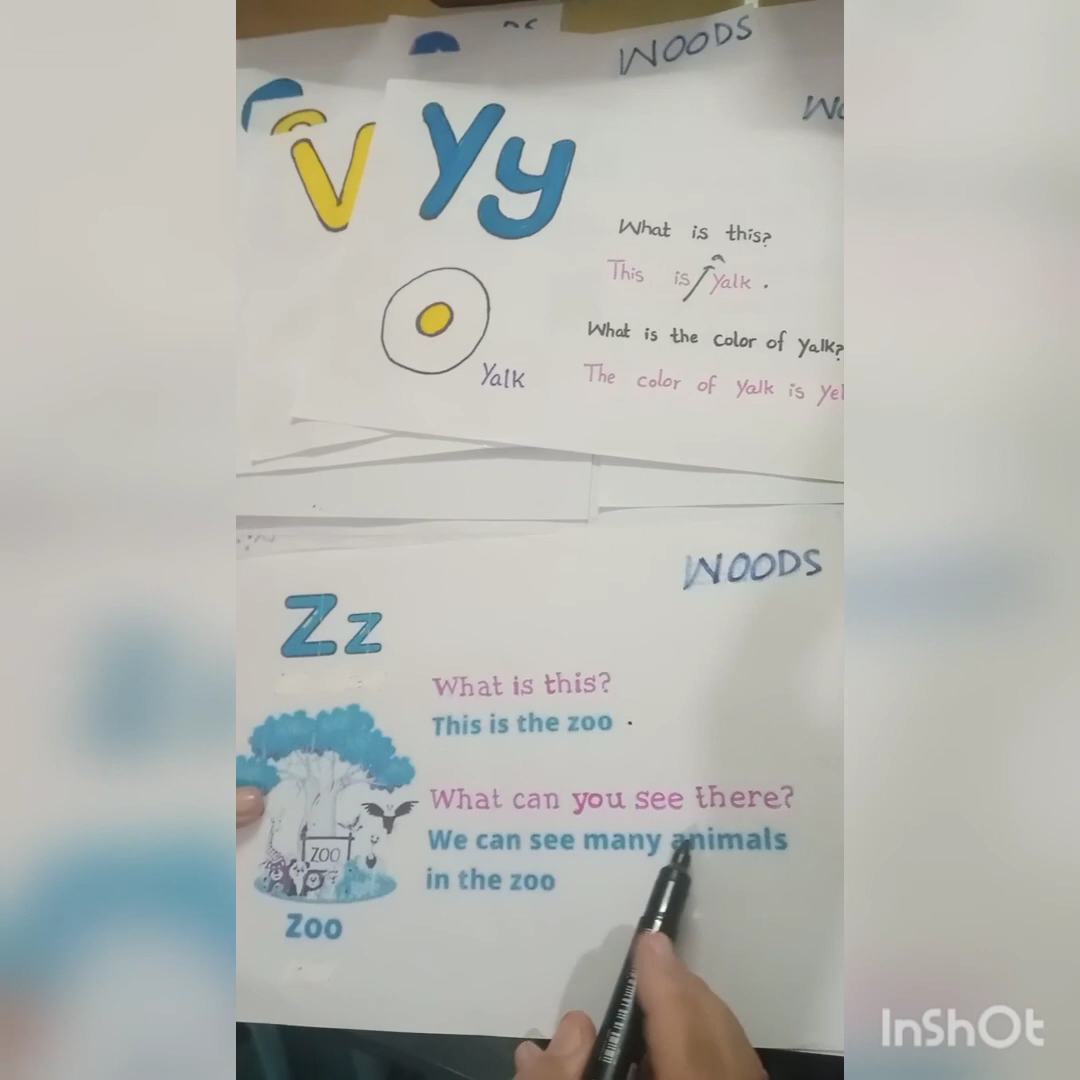 WOODS
V
Yy
What is this?
This is yalk.
What is the color of yalk?
The color of yalk is yel
Yalk
WOODS
Zz
What is this?
This is the zoo.
What can you see there?
We can see many animals
in the zoo
ZOO
Zoo
InShOt